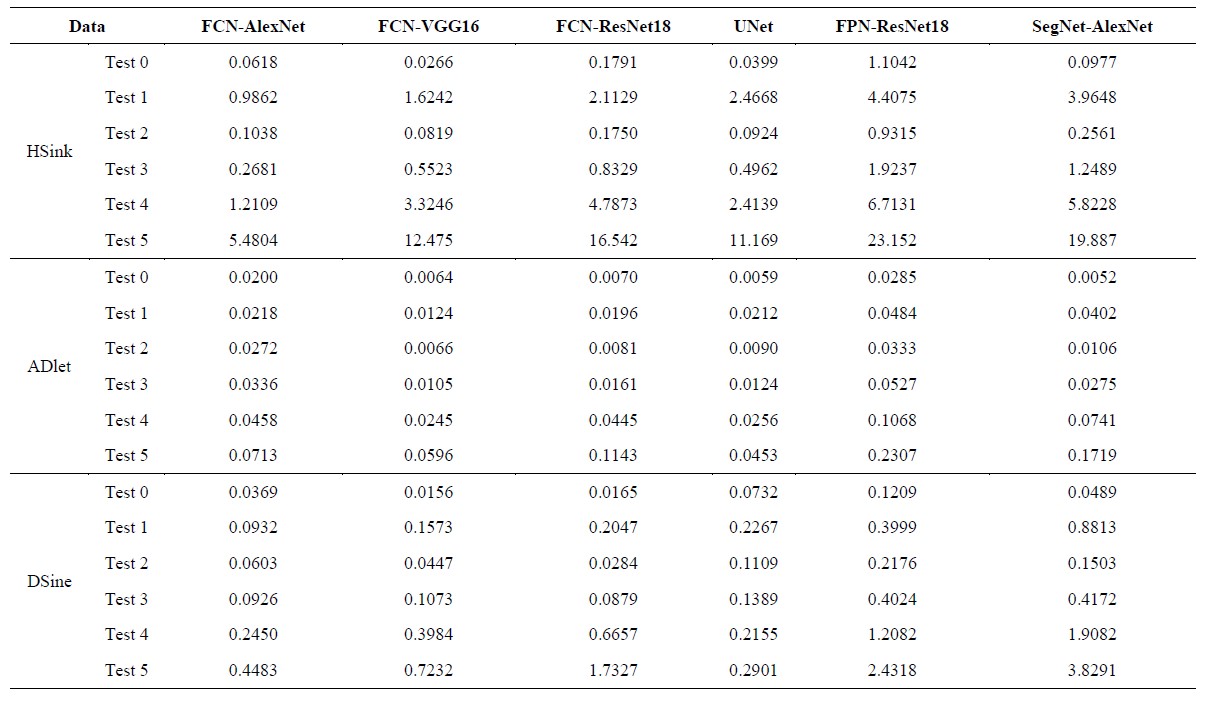 Data FCN-AlexNet FCN-VGG16 FCN-ResNet18 UNet FPN-ResNet18 SegNet-AlexNet
HSink
Test 0 0.0618 0.0266 0.1791 0.0399 1.1042 0.0977
Test 1 0.9862 1.6242 2.1129 2.4668 4.4075 3.9648
Test 2 0.1038 0.0819 0.1750 0.0924 0.9315 0.2561
Test 3 0.2681 0.5523 0.8329 0.4962 1.9237 1.2489
Test 4 1.2109 3.3246 4.7873 2.4139 6.7131 5.8228
Test 5 5.4804 12.475 16.542 11.169 23.152 19.887
ADlet
Test 0 0.0200 0.0064 0.0070 0.0059 0.0285 0.0052
Test 1 0.0218 0.0124 0.0196 0.0212 0.0484 0.0402
Test 2 0.0272 0.0066 0.0081 0.0090 0.0333 0.0106
Test 3 0.0336 0.0105 0.0161 0.0124 0.0527 0.0275
Test 4 0.0458 0.0245 0.0445 0.0256 0.1068 0.0741
Test 5 0.0713 0.0596 0.1143 0.0453 0.2307 0.1719
DSine
Test 0 0.0369 0.0156 0.0165 0.0732 0.1209 0.0489
Test 1 0.0932 0.1573 0.2047 0.2267 0.3999 0.8813
Test 2 0.0603 0.0447 0.0284 0.1109 0.2176 0.1503
Test 3 0.0926 0.1073 0.0879 0.1389 0.4024 0.4172
Test 4 0.2450 0.3984 0.6657 0.2155 1.2082 1.9082
Test 5 0.4483 0.7232 1.7327 0.2901 2.4318 3.8291